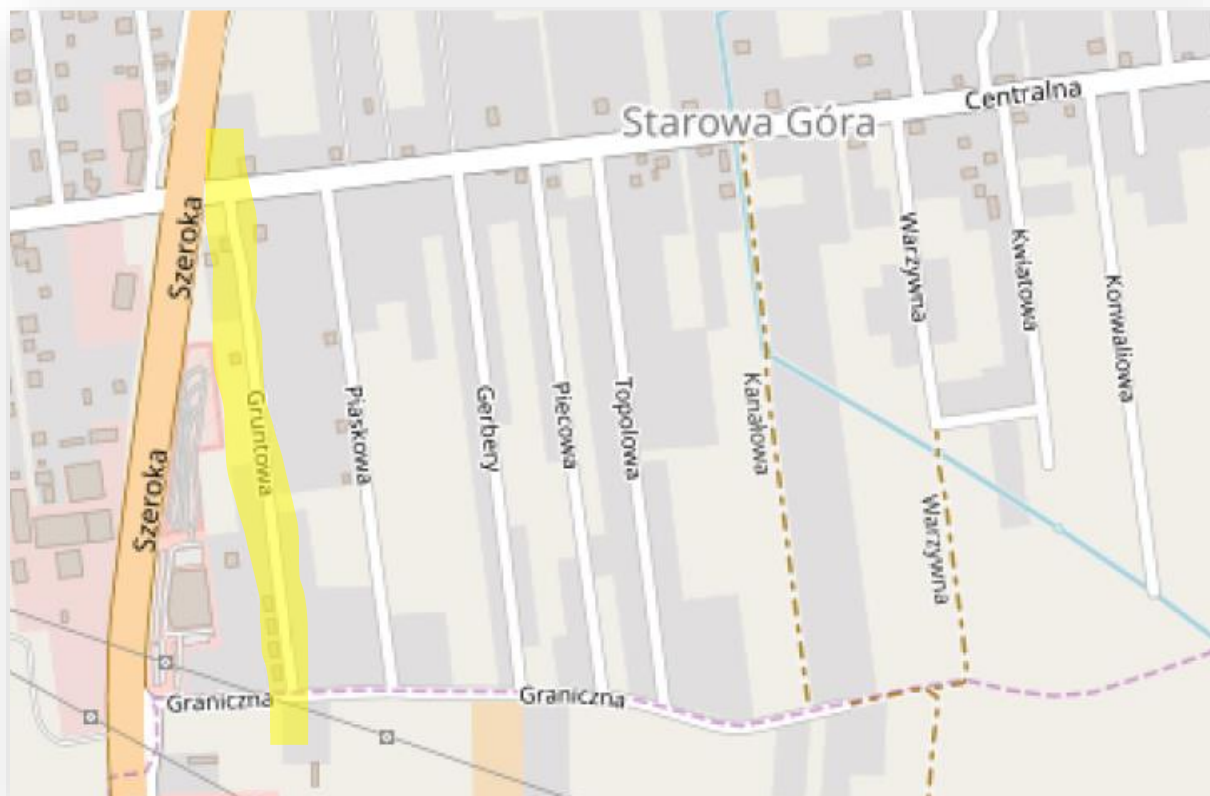 Centralna
Starowa Góra
Szeroka
Warzywna
Kwiatowa
Konwaliowa
Gruntowa
Piaskowa
Gerbery
Piecowa
Topolowa
Kanałowa
Szeroka
Warzywna
Graniczna
Graniczna